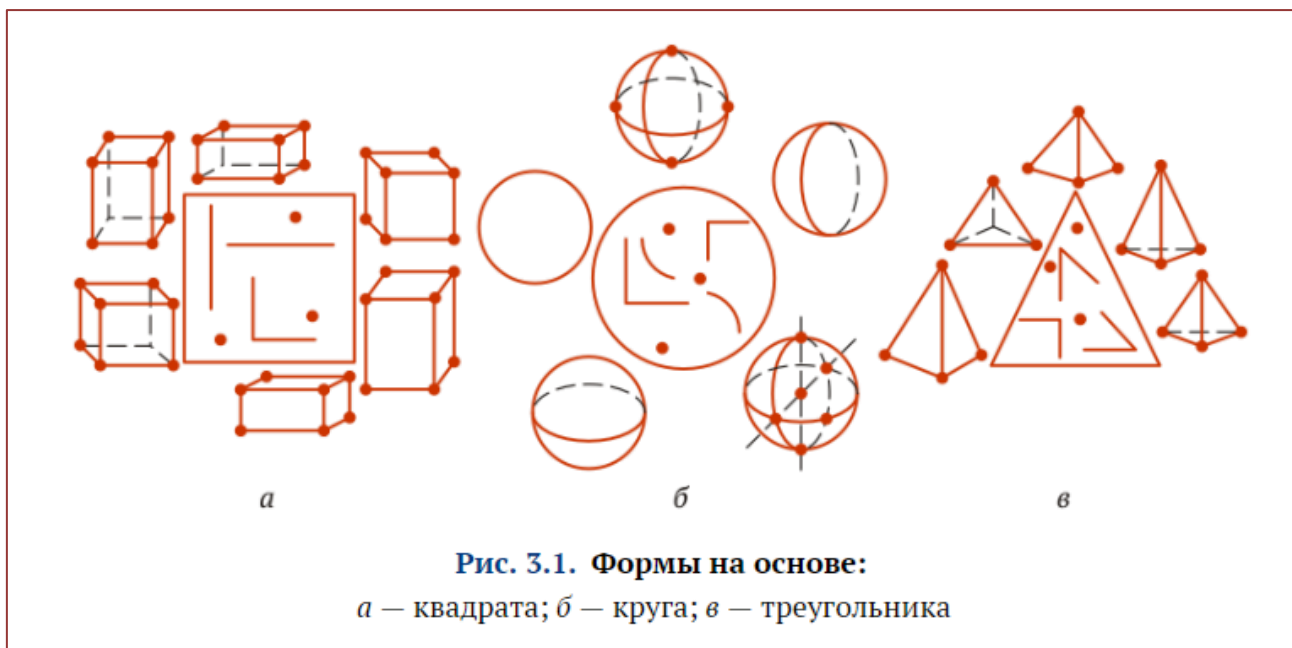 а
б
в
Рис. 3.1. Формы на основе:
а — квадрата; б — круга; в — треугольника